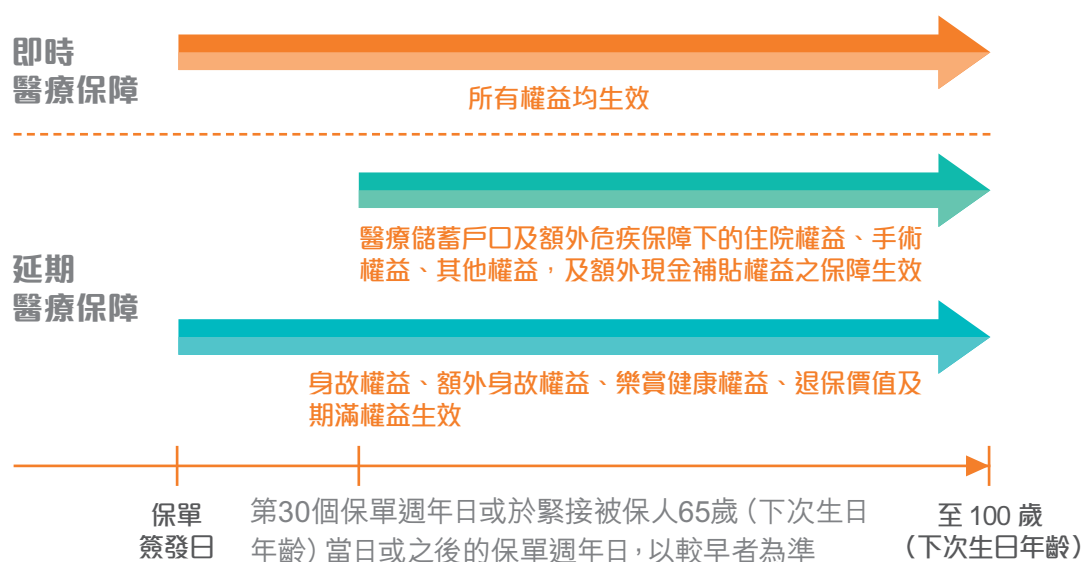 即時
醫療保障
所有權益均生效
延期
醫療保障
醫療儲蓄戶口及額外危疾保障下的住院權益、手術
權益、其他權益，及額外現金補貼權益之保障生效
身故權益、額外身故權益、樂賞健康權益、退保價值及
期滿權益生效
保單
簽發日
第30個保單週年日或於緊接被保人65歲（下次生日
年齡）當日或之後的保單週年日，以較早者為準
至 100 歲
（下次生日年齡）